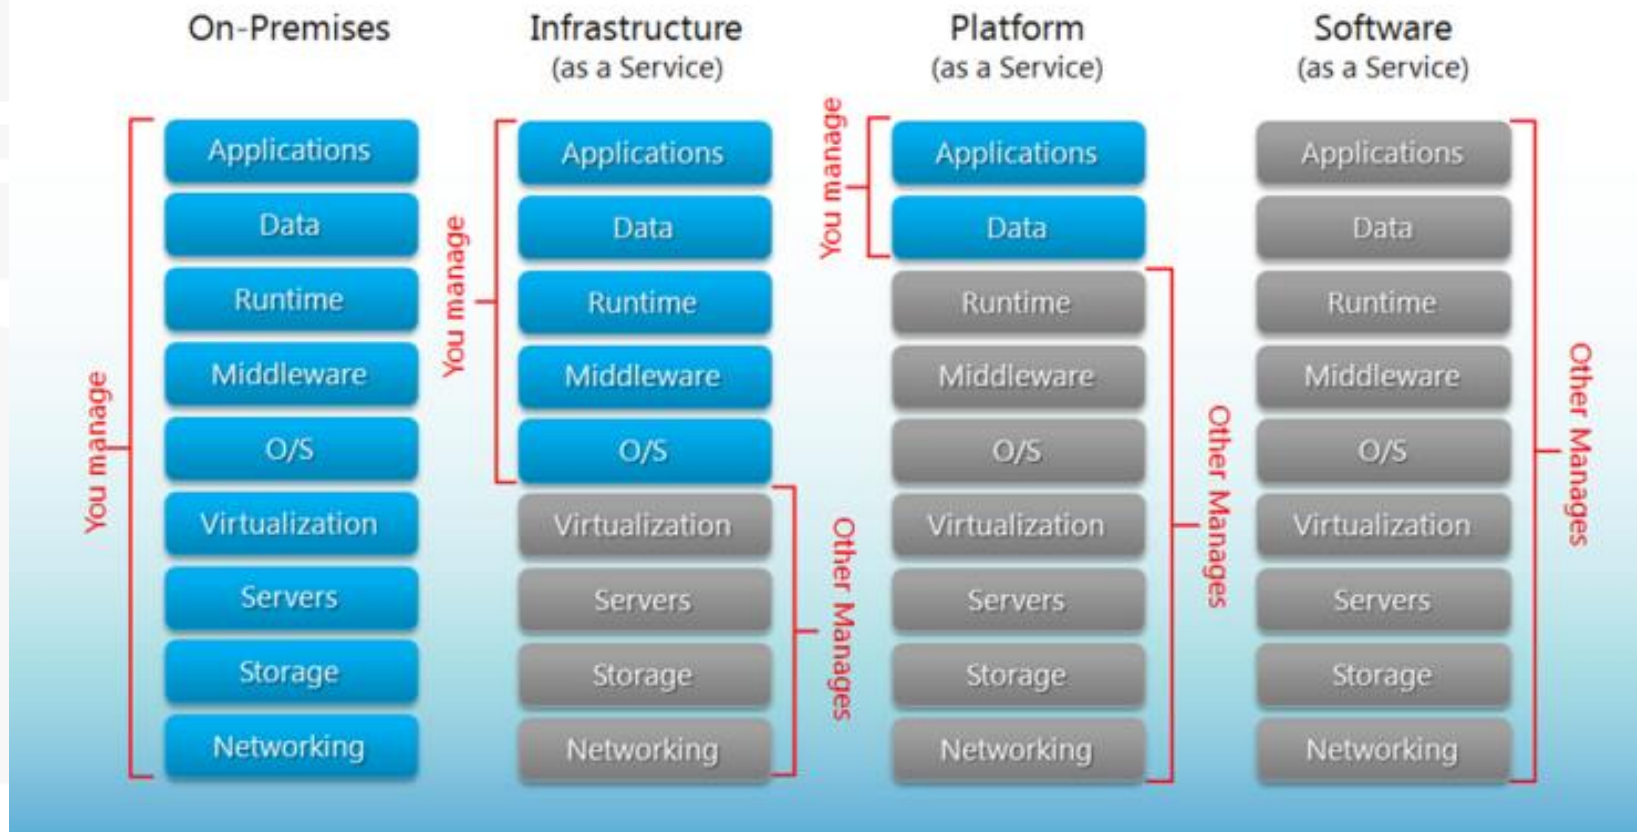 On-Premises
You manage
Applications
Data
Runtime
Middleware
O/S
Virtualization
Servers
Storage
Networking
Infrastructure
(as a Service)
You manage
Applications
Data
Runtime
Middleware
O/S
Virtualization
Servers
Storage
Networking
Other Manages
Platform
(as a Service)
You manage
Applications
Data
Runtime
Middleware
O/S
Virtualization
Servers
Storage
Networking
Other Manages
Software
(as a Service)
Applications
Data
Runtime
Middleware
O/S
Virtualization
Servers
Storage
Networking
Other Manages